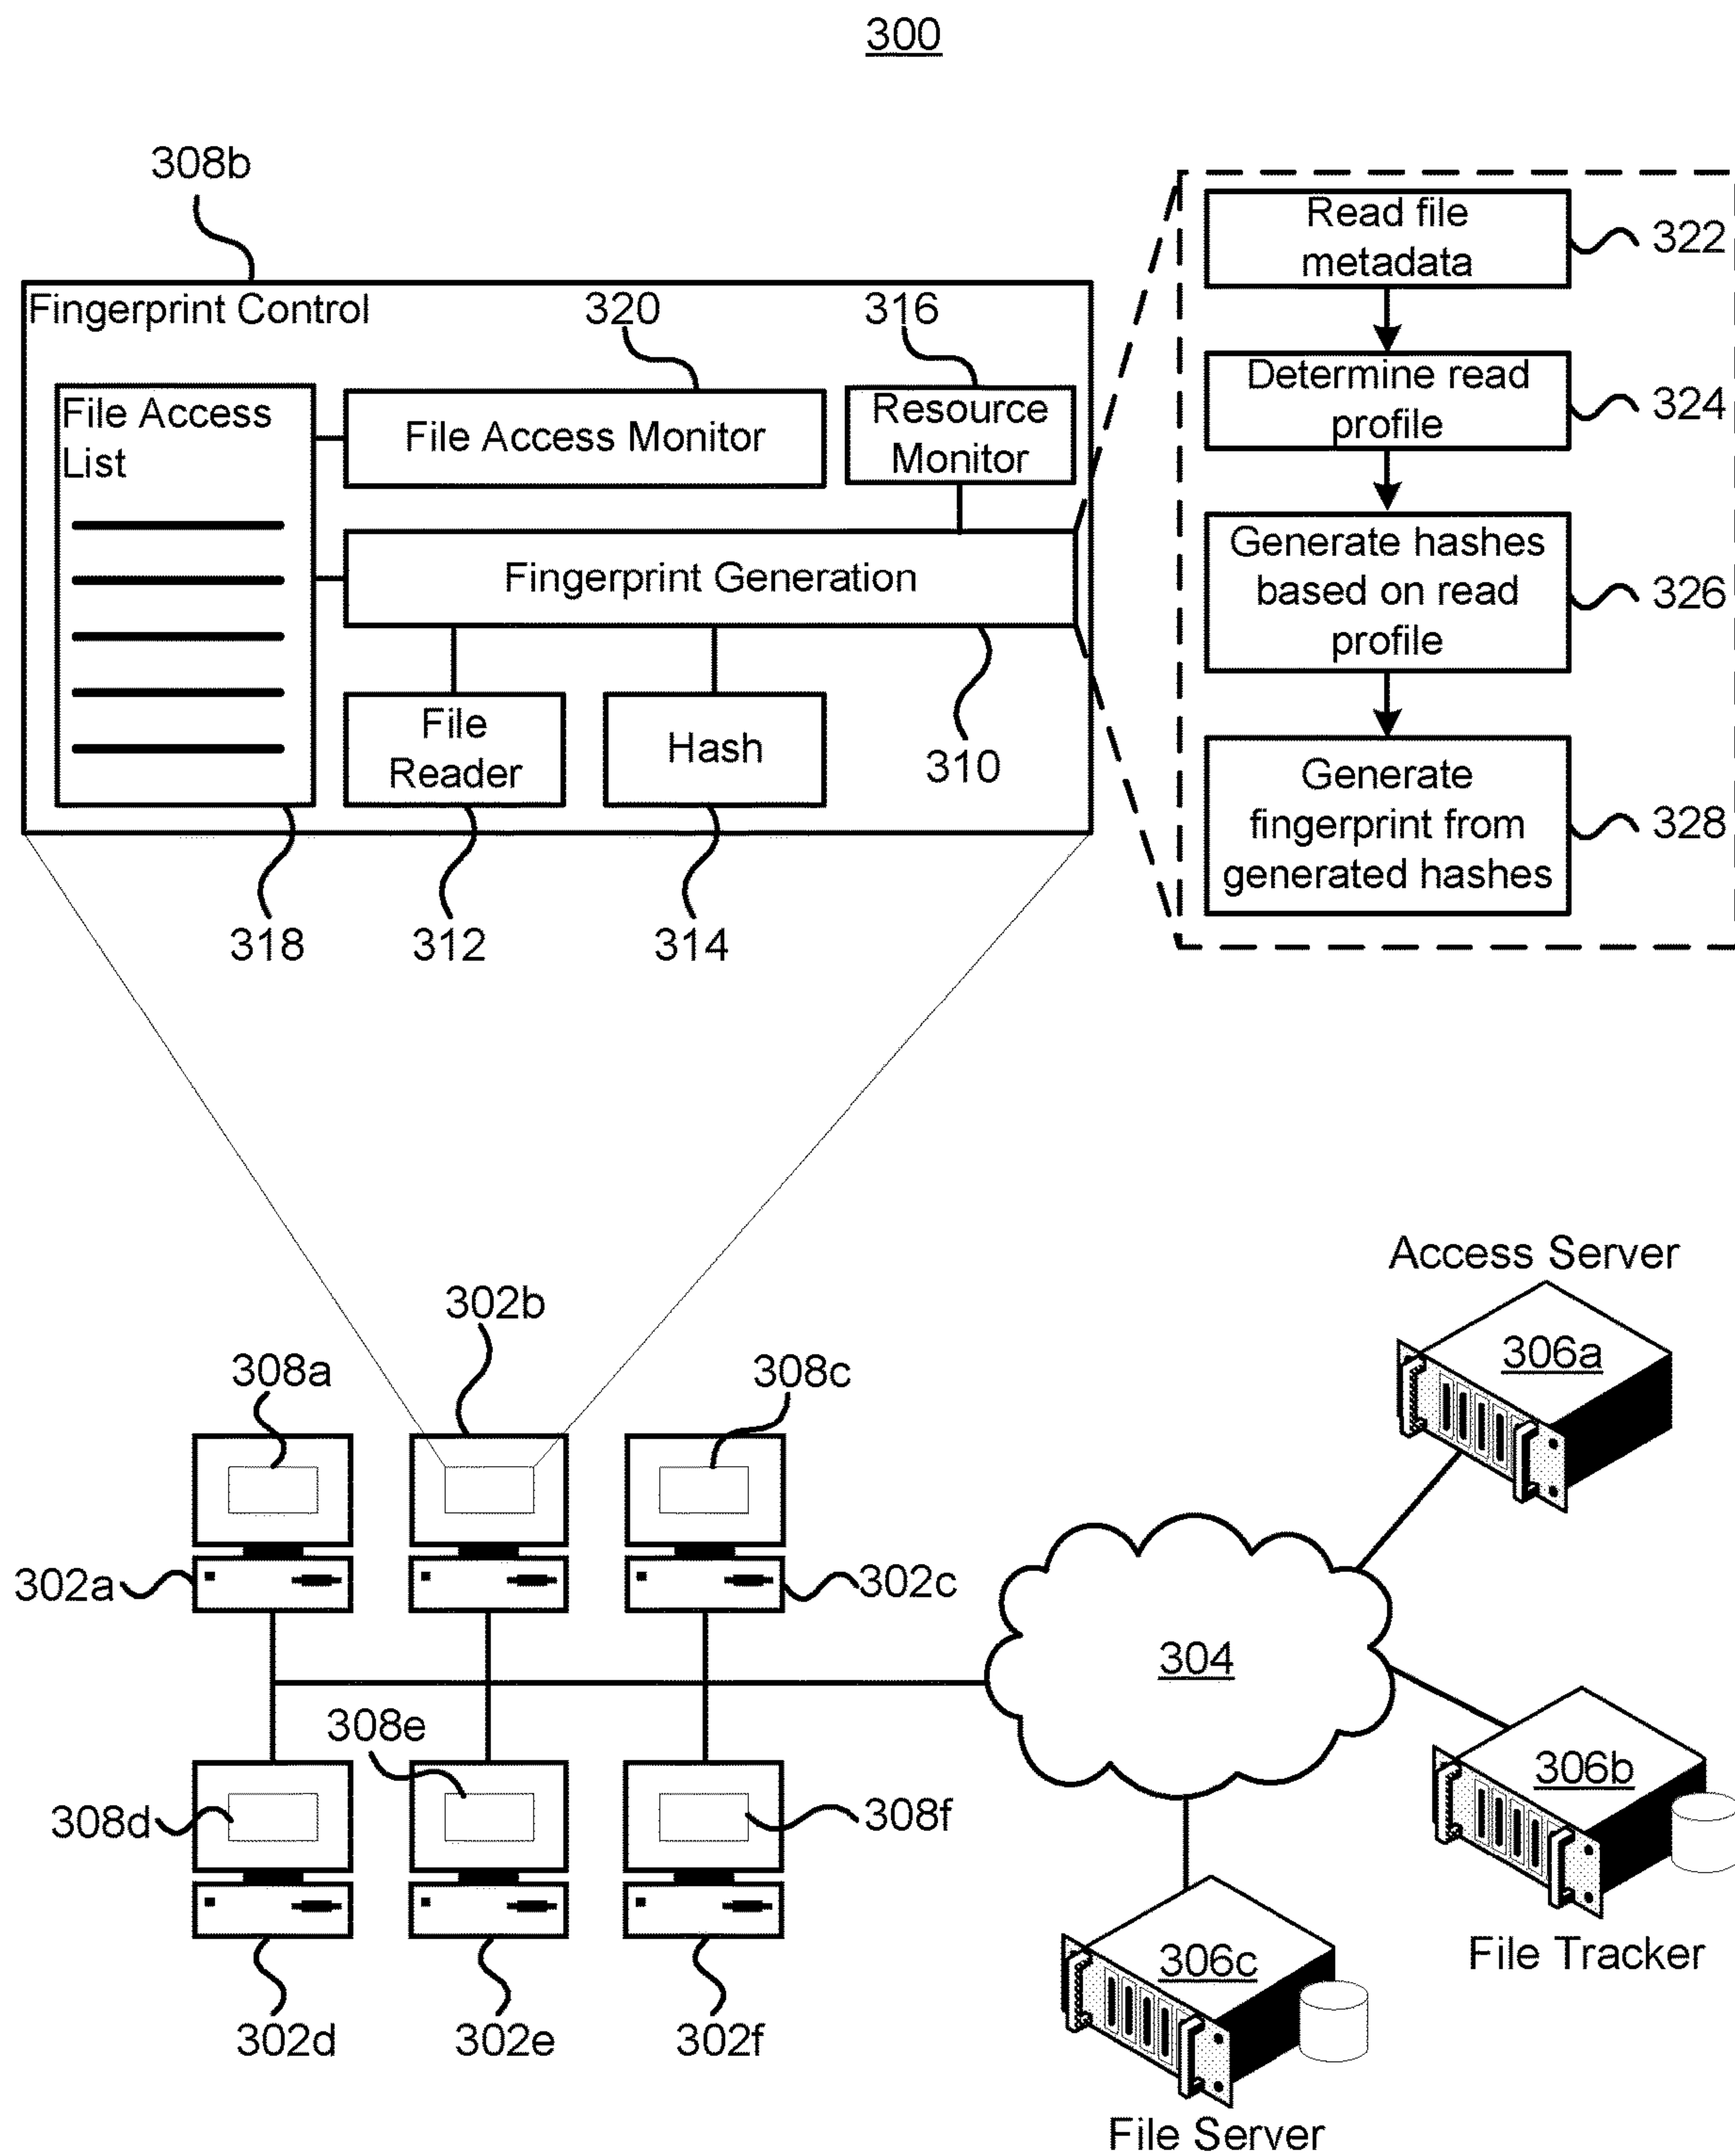 300
308b
Fingerprint Control
320
316
File Access
List
File Access Monitor
Resource
Monitor
Fingerprint Generation
File
Reader
Hash
310
318
312
314
Read file
metadata
322
Determine read
profile
324
Generate hashes
based on read
profile
326
Generate
fingerprint from
generated hashes
328
302b
308a
308c
302a
302c
308e
308d
308f
302d
302e
302f
304
Access Server
306a
306b
File Tracker
306c
File Server